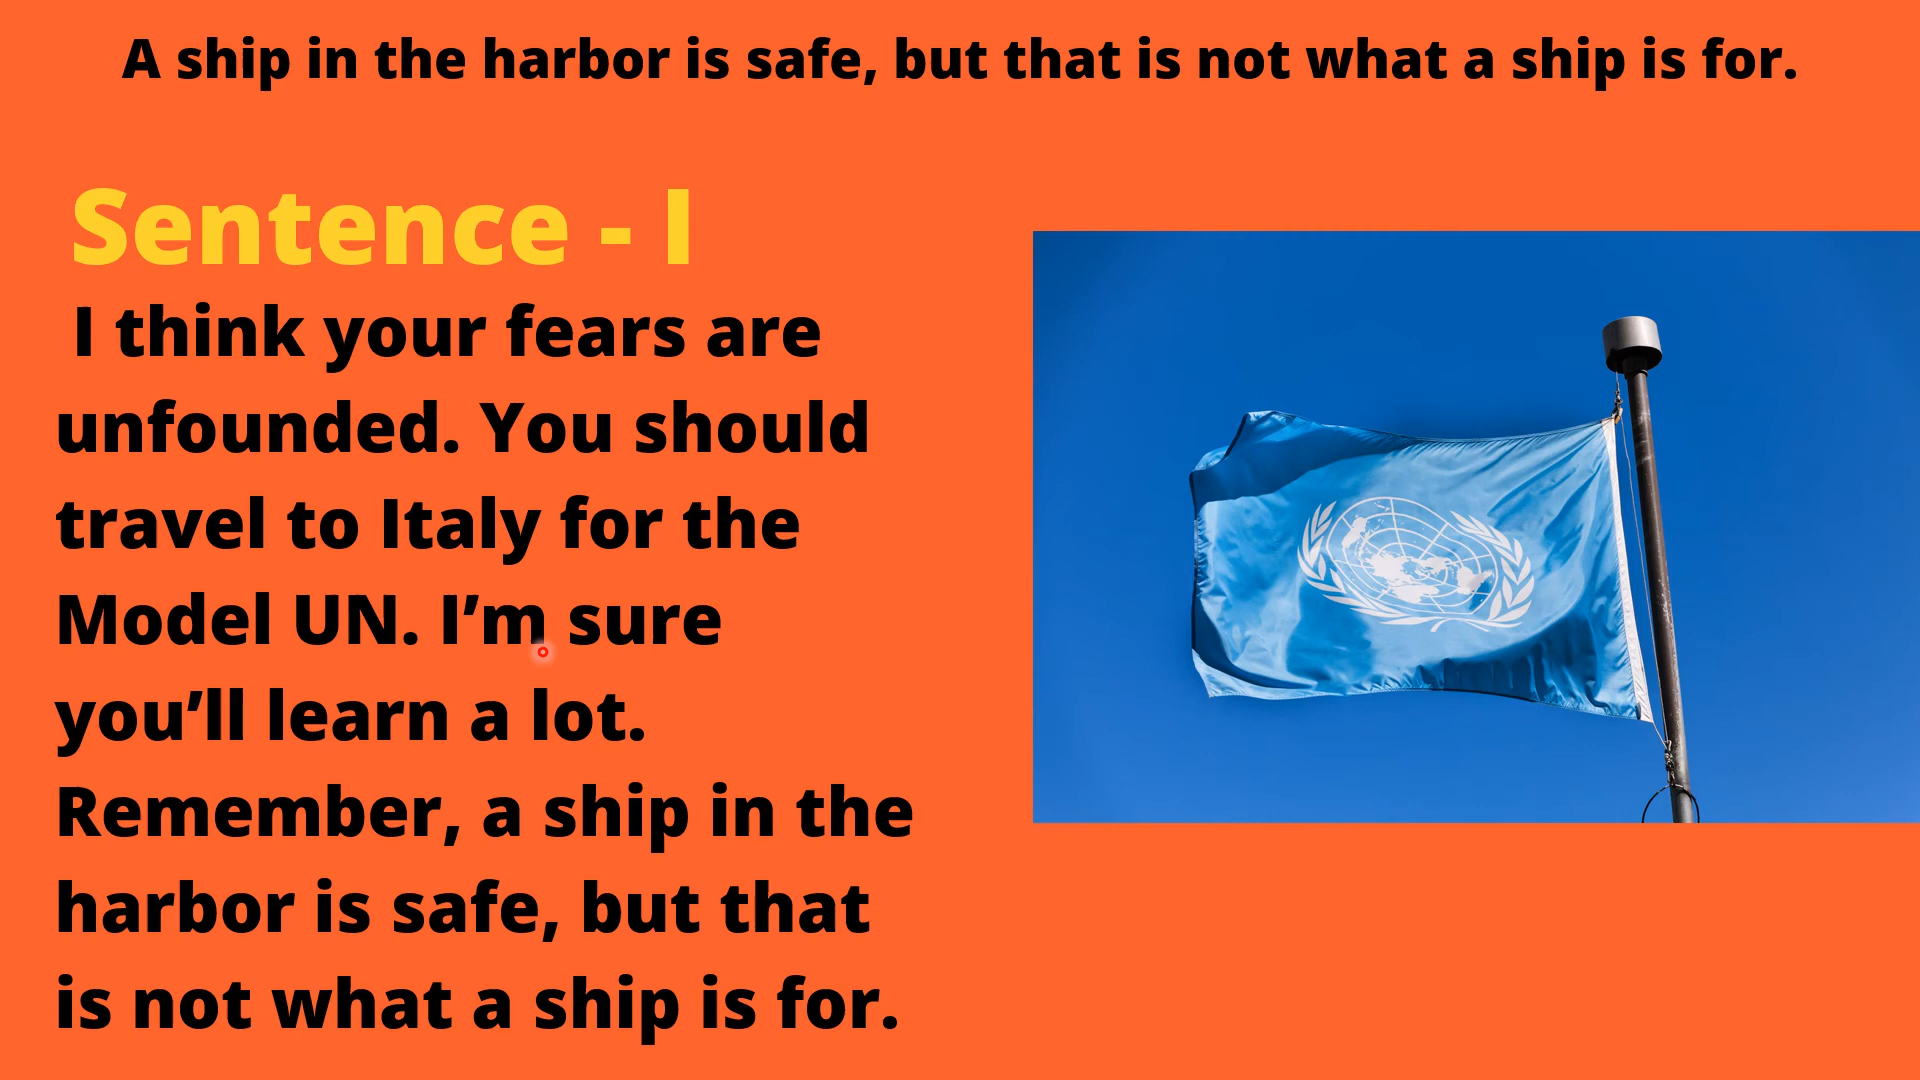 A ship in the harbor is safe, but that is not what a ship is for.
Sentence - I
I think your fears are
unfounded. You should
travel to Italy for the
Model UN. I’m sure
you’ll learn a lot.
Remember, a ship in the
harbor is safe, but that
is not what a ship is for.